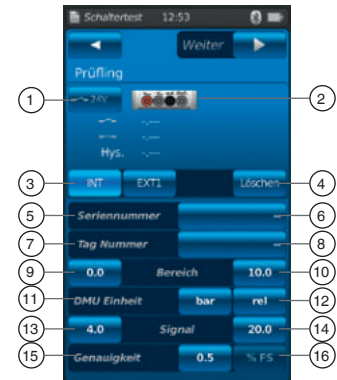 Schaltertest 12:53
Weiter
Prüfling
1 24V 2
-,----
-,----
Hys. -,----
3 INT EXT1 Löschen 4
5 Seriennummer -- 6
7 Tag Nummer -- 8
9 0.0 Bereich 10.0 10
11 DMU Einheit bar rel 12
13 4.0 Signal 20.0 14
15 Genauigkeit 0.5 % FS 16